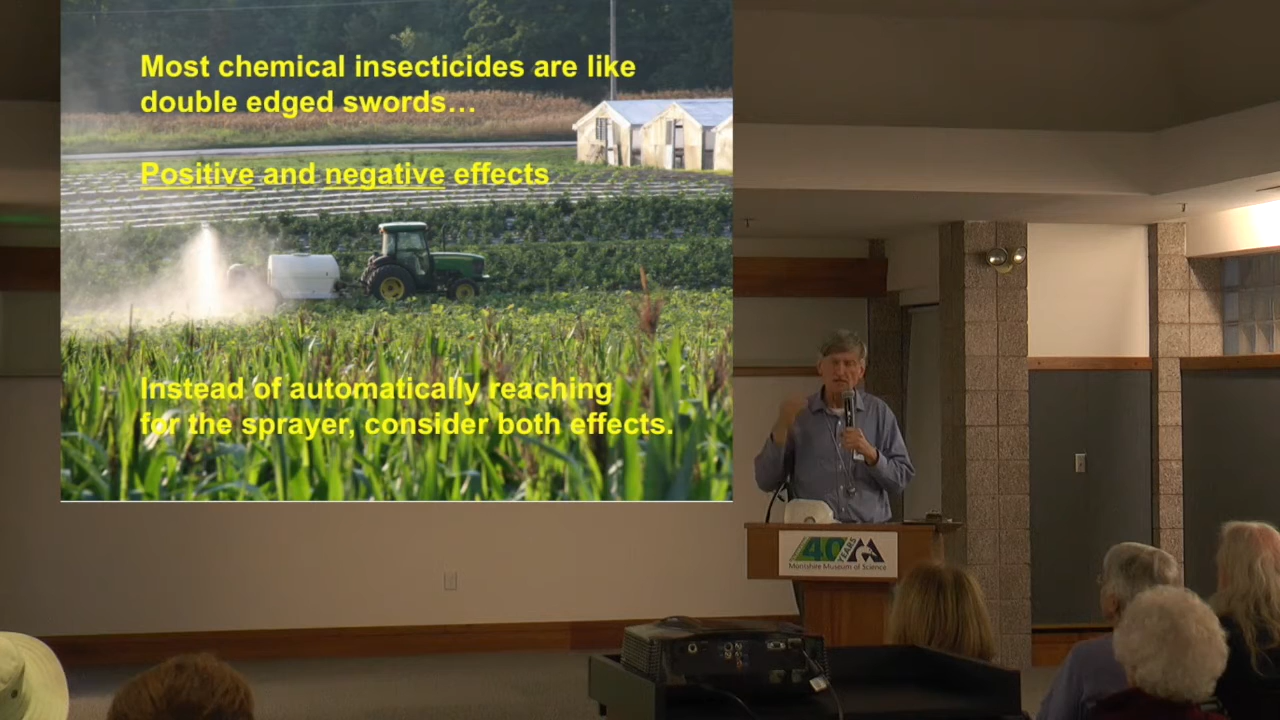 Most chemical insecticides are like
double edged swords…
Positive and negative effects
Instead of automatically reaching
for the sprayer, consider both effects.
40 YEARS
Montshire Museum of Science